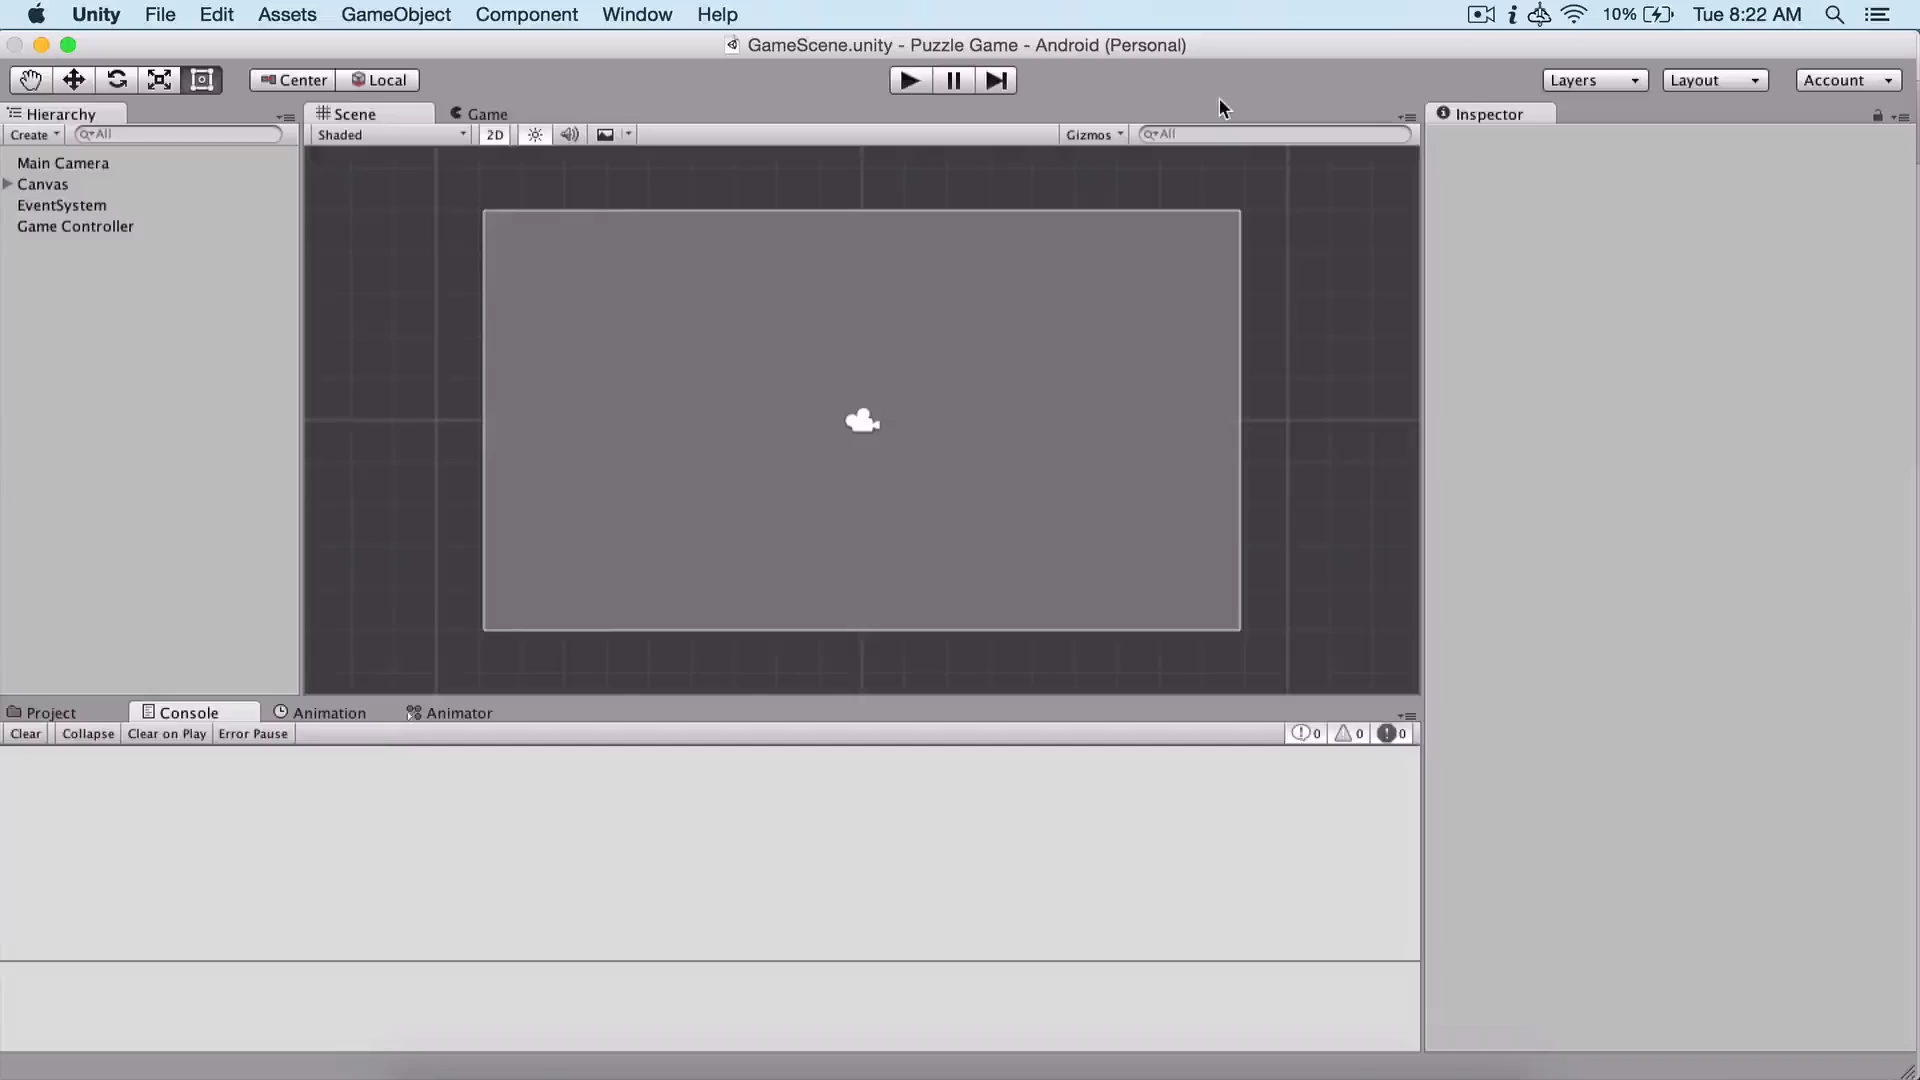 Unity File Edit Assets GameObject Component Window Help 10% Tue 8:22 AM
GameScene.unity - Puzzle Game - Android (Personal)
Center Local Layers Layout Account
Hierarchy Scene Game Inspector
Create All Shaded 2D Gizmos All
Main Camera
Canvas
EventSystem
Game Controller
Project Console Animation Animator
Clear Collapse Clear on Play Error Pause 0 0 0